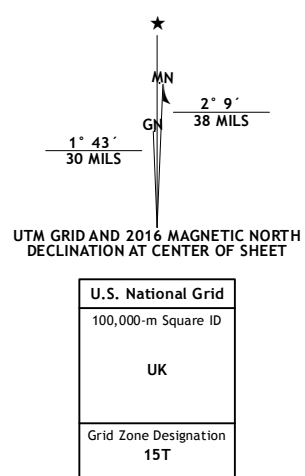 ★
MN
2° 9´
38 MILS
GN
1° 43´
30 MILS
UTM GRID AND 2016 MAGNETIC NORTH
DECLINATION AT CENTER OF SHEET
U.S. National Grid
100,000-m Square ID
UK
Grid Zone Designation
15T